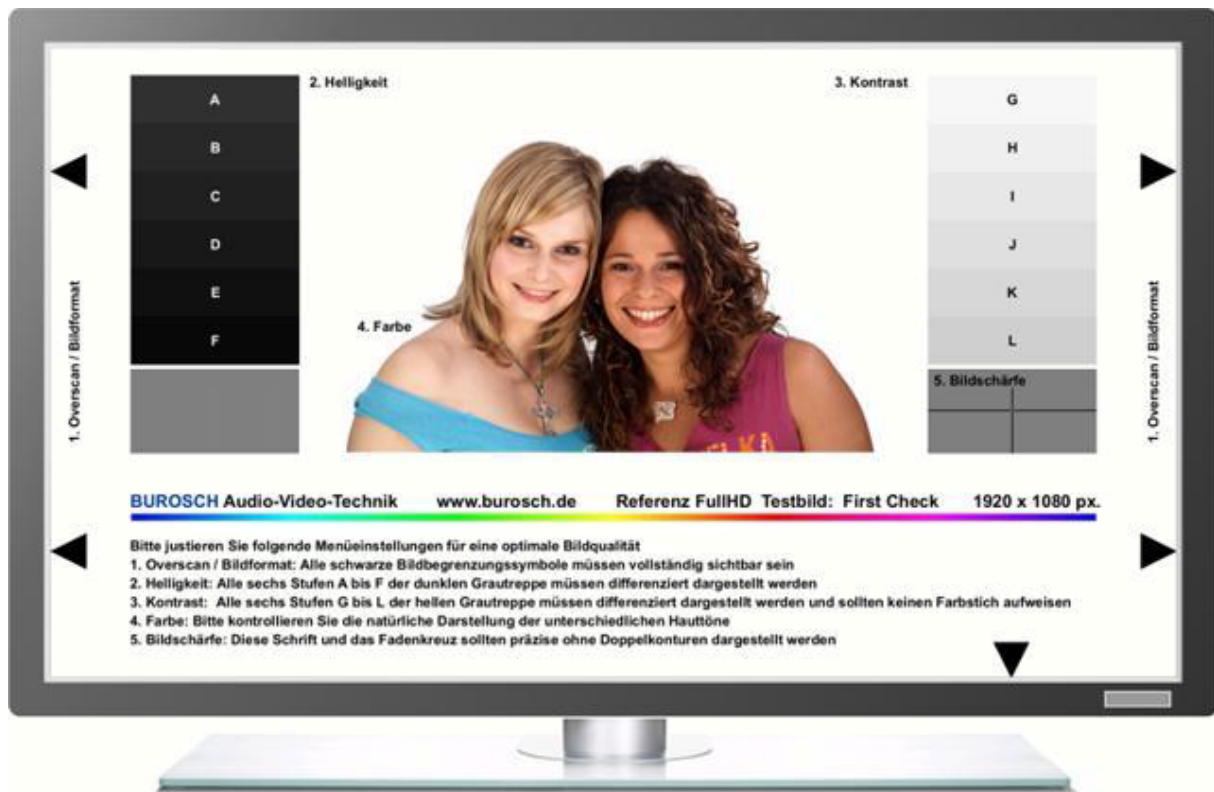 2. Helligkeit
3. Kontrast
A
B
C
D
E
F
G
H
I
J
K
L
1. Overscan / Bildformat
4. Farbe
5. Bildschärfe
1. Overscan / Bildformat
BUROSCH Audio-Video-Technik www.burosch.de Referenz FullHD Testbild: First Check 1920 x 1080 px.
Bitte justieren Sie folgende Menüeinstellungen für eine optimale Bildqualität
1. Overscan / Bildformat: Alle schwarze Bildbegrenzungssymbole müssen vollständig sichtbar sein
2. Helligkeit: Alle sechs Stufen A bis F der dunklen Grautreppe müssen differenziert dargestellt werden
3. Kontrast: Alle sechs Stufen G bis L der hellen Grautreppe müssen differenziert dargestellt werden und sollten keinen Farbstich aufweisen
4. Farbe: Bitte kontrollieren Sie die natürliche Darstellung der unterschiedlichen Hauttöne
5. Bildschärfe: Diese Schrift und das Fadenkreuz sollten präzise ohne Doppelkonturen dargestellt werden